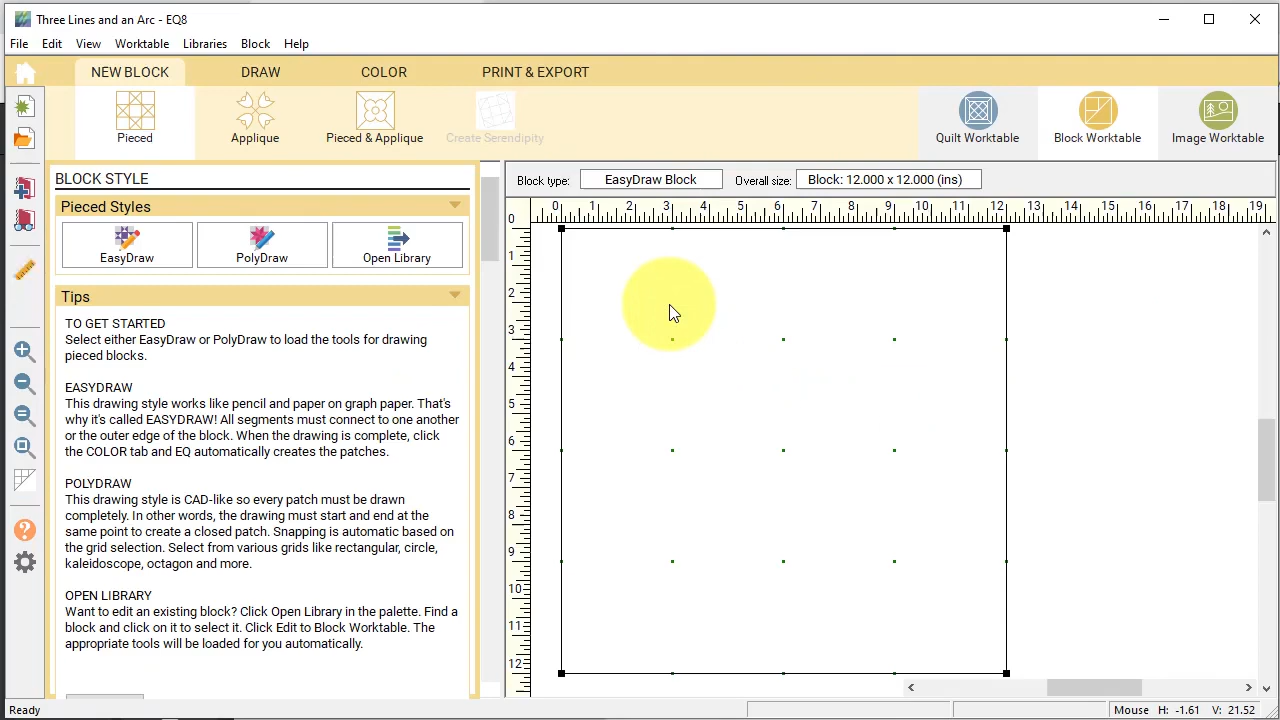 Three Lines and an Arc - EQ8
File Edit View Worktable Libraries Block Help
NEW BLOCK DRAW COLOR PRINT & EXPORT
Pieced Applique Pieced & Applique Create Serendipity Quilt Worktable Block Worktable Image Worktable
BLOCK STYLE
Block type: EasyDraw Block Overall size: Block: 12.000 x 12.000 (ins)
Pieced Styles
EasyDraw PolyDraw Open Library
0 0 1 2 3 4 5 6 7 8 9 10 11 12 13 14 15 16 17 18 19
1
2
3
4
5
6
7
8
9
10
11
12
Tips
TO GET STARTED
Select either EasyDraw or PolyDraw to load the tools for drawing
pieced blocks.
EASYDRAW
This drawing style works like pencil and paper on graph paper. That's
why it's called EASYDRAW! All segments must connect to one another
or the outer edge of the block. When the drawing is complete, click
the COLOR tab and EQ automatically creates the patches.
POLYDRAW
This drawing style is CAD-like so every patch must be drawn
completely. In other words, the drawing must start and end at the
same point to create a closed patch. Snapping is automatic based on
the grid selection. Select from various grids like rectangular, circle,
kaleidoscope, octagon and more.
OPEN LIBRARY
Want to edit an existing block? Click Open Library in the palette. Find a
block and click on it to select it. Click Edit to Block Worktable. The
appropriate tools will be loaded for you automatically.
Ready Mouse H: -1.61 V: 21.52